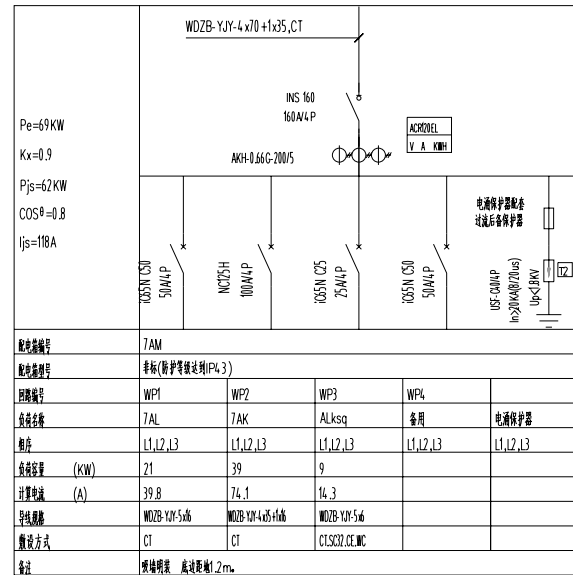 WDZB-YJY-4x70+1x35,CT
INS 160
160A/4P
Pe=69KW
Kx=0.9
Pjs=62KW
COSθ=0.8
Ijs=118A
AKH-0.66G-200/5
ACR120EL
V A KWH
iC65N C50
50A/4P
NC125H
100A/4P
iC65N C25
25A/4P
iC65N C50
50A/4P
电涌保护器配套
过流后备保护器
USF-C40/4P
In≥20KA(8/20us)
Up<1.8KV
T2
配电箱编号 7AM
配电箱型号 非标(防护等级达到IP43)
回路编号 WP1 WP2 WP3 WP4
负荷名称 7AL 7AK ALksq 备用 电涌保护器
相序 L1,L2,L3 L1,L2,L3 L1,L2,L3 L1,L2,L3 L1,L2,L3
负荷容量 (KW) 21 39 9
计算电流 (A) 39.8 74.1 14.3
导线规格 WDZB-YJY-5x16 WDZB-YJY-4x35+1x16 WDZB-YJY-5x6
敷设方式 CT CT CT.SC32.CE.WC
备注 嵌墙明装 底边距地1.2m。